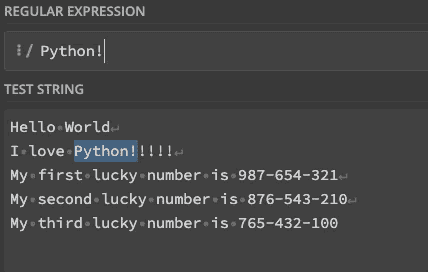 REGULAR EXPRESSION
⋮ / Python!
TEST STRING
Hello·World↵
I·love·Python!!!!!↵
My·first·lucky·number·is·987-654-321↵
My·second·lucky·number·is·876-543-210↵
My·third·lucky·number·is·765-432-100